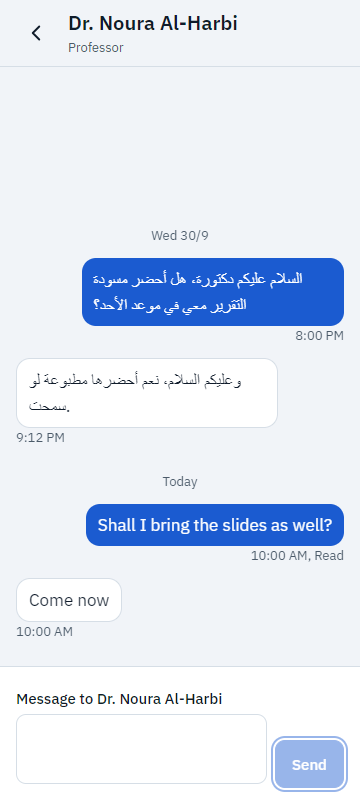 Dr. Noura Al-Harbi
Professor
Wed 30/9
السلام عليكم دكتورة، هل أحضر مسودة
التقرير معي في موعد الأحد؟
8:00 PM
وعليكم السلام، نعم أحضرها مطبوعة لو
سمحت.
9:12 PM
Today
Shall I bring the slides as well?
10:00 AM, Read
Come now
10:00 AM
Message to Dr. Noura Al-Harbi
Send